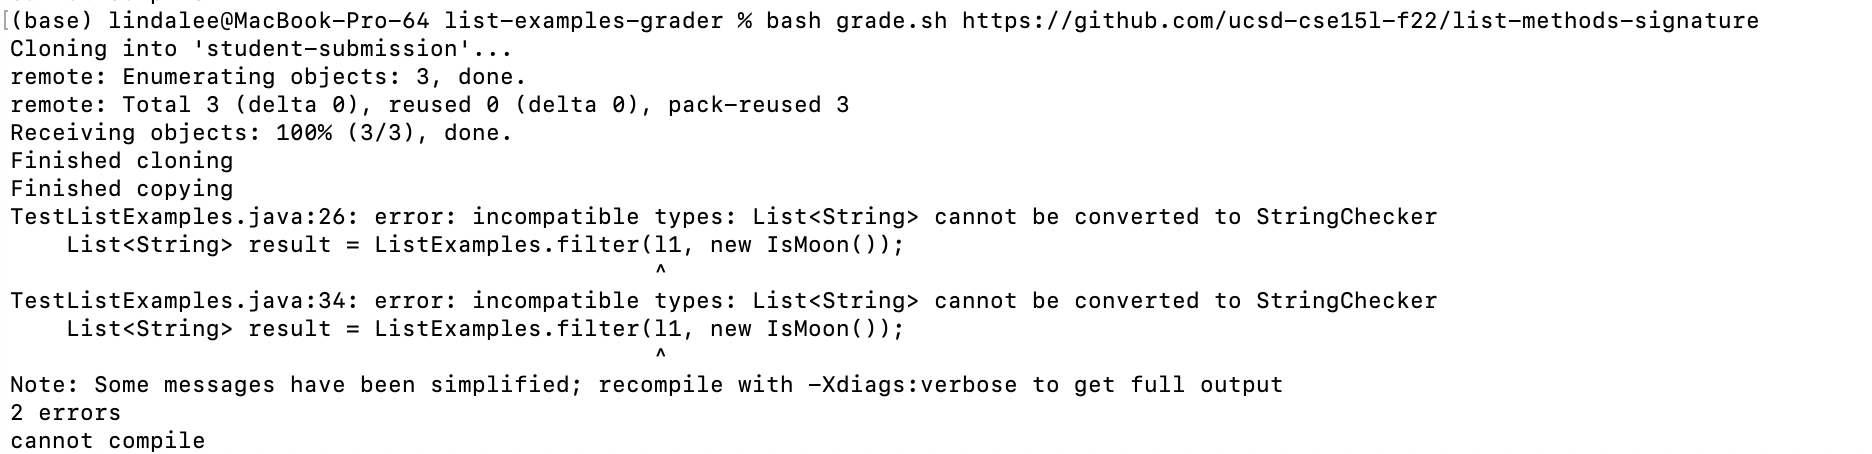 (base) lindalee@MacBook-Pro-64 list-examples-grader % bash grade.sh https://github.com/ucsd-cse15l-f22/list-methods-signature
Cloning into 'student-submission'...
remote: Enumerating objects: 3, done.
remote: Total 3 (delta 0), reused 0 (delta 0), pack-reused 3
Receiving objects: 100% (3/3), done.
Finished cloning
Finished copying
TestListExamples.java:26: error: incompatible types: List<String> cannot be converted to StringChecker
    List<String> result = ListExamples.filter(l1, new IsMoon());
                                              ^
TestListExamples.java:34: error: incompatible types: List<String> cannot be converted to StringChecker
    List<String> result = ListExamples.filter(l1, new IsMoon());
                                              ^
Note: Some messages have been simplified; recompile with -Xdiags:verbose to get full output
2 errors
cannot compile